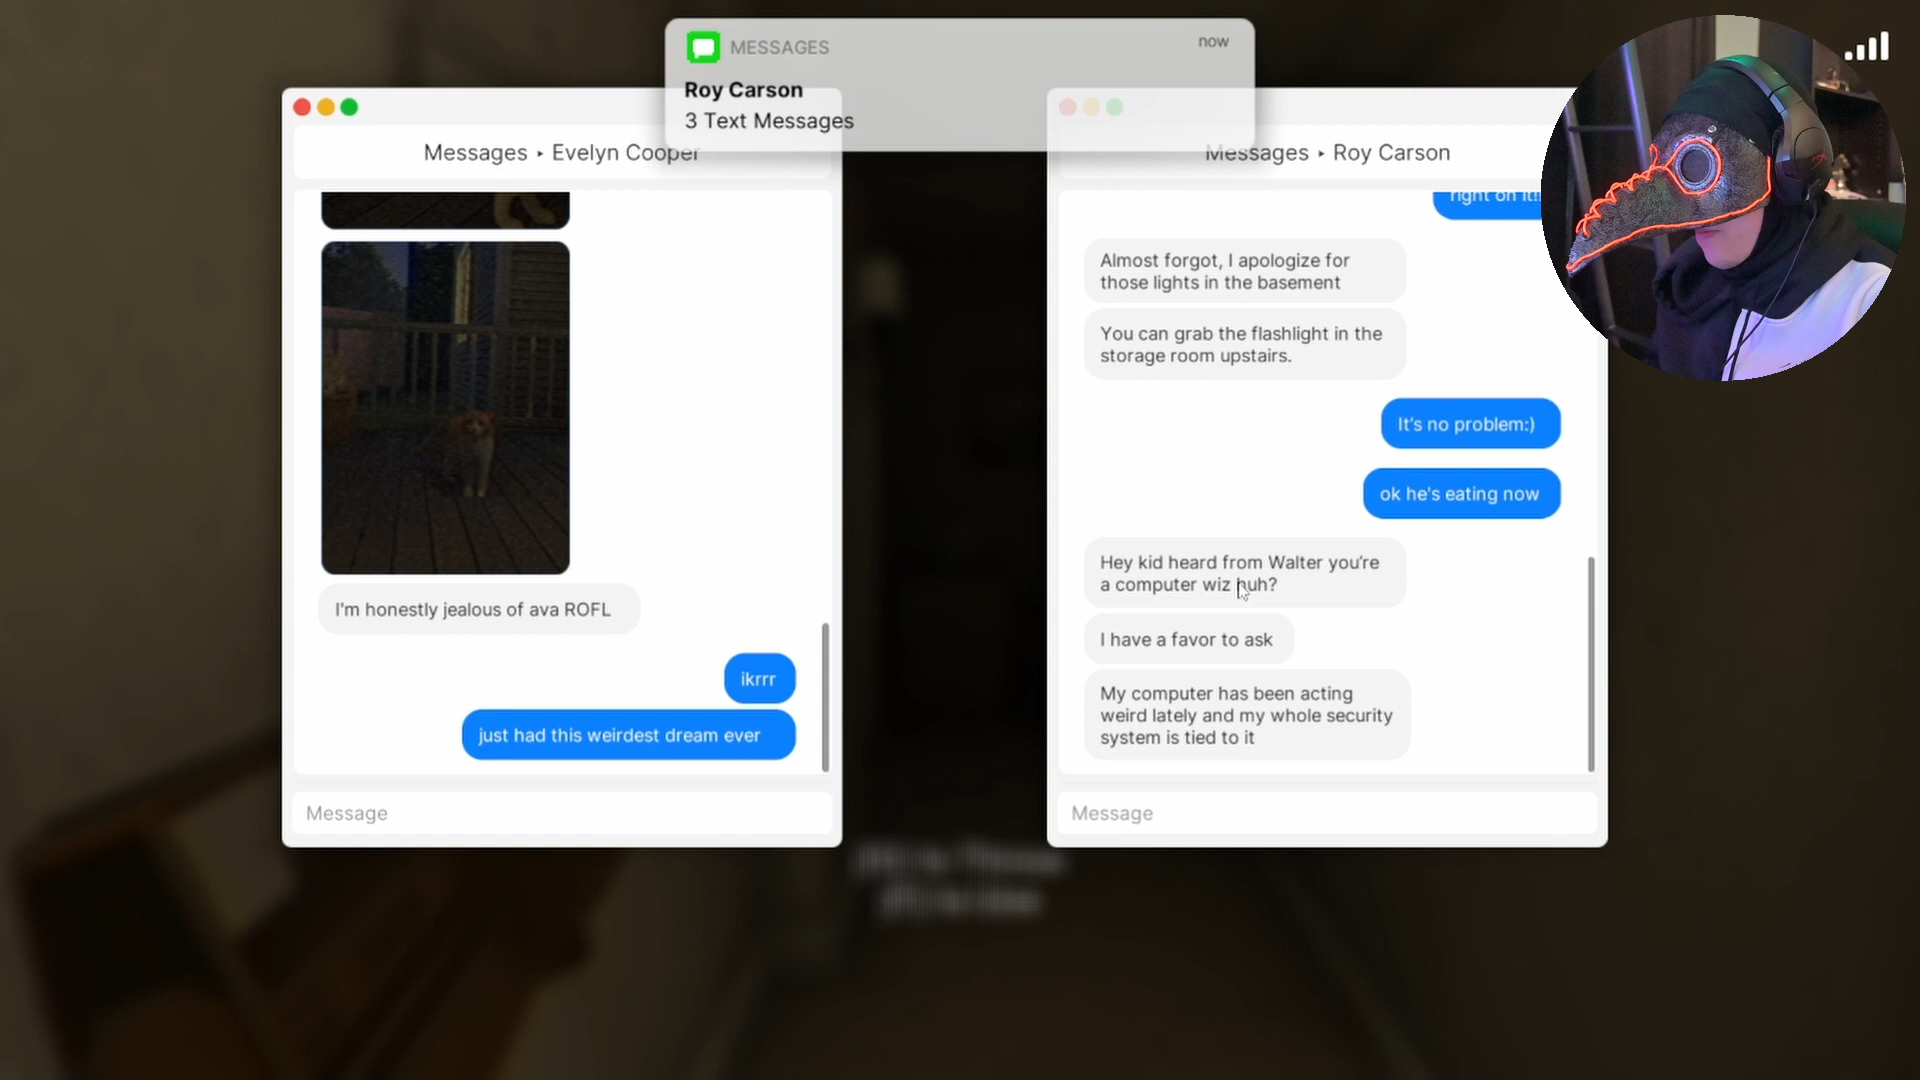 MESSAGES
now
Roy Carson
3 Text Messages
Messages ▸ Evelyn Cooper
I'm honestly jealous of ava ROFL
ikrrr
just had this weirdest dream ever
Message
Messages ▸ Roy Carson
right on it!!
Almost forgot, I apologize for
those lights in the basement
You can grab the flashlight in the
storage room upstairs.
It's no problem:)
ok he's eating now
Hey kid heard from Walter you're
a computer wiz huh?
I have a favor to ask
My computer has been acting
weird lately and my whole security
system is tied to it
Message